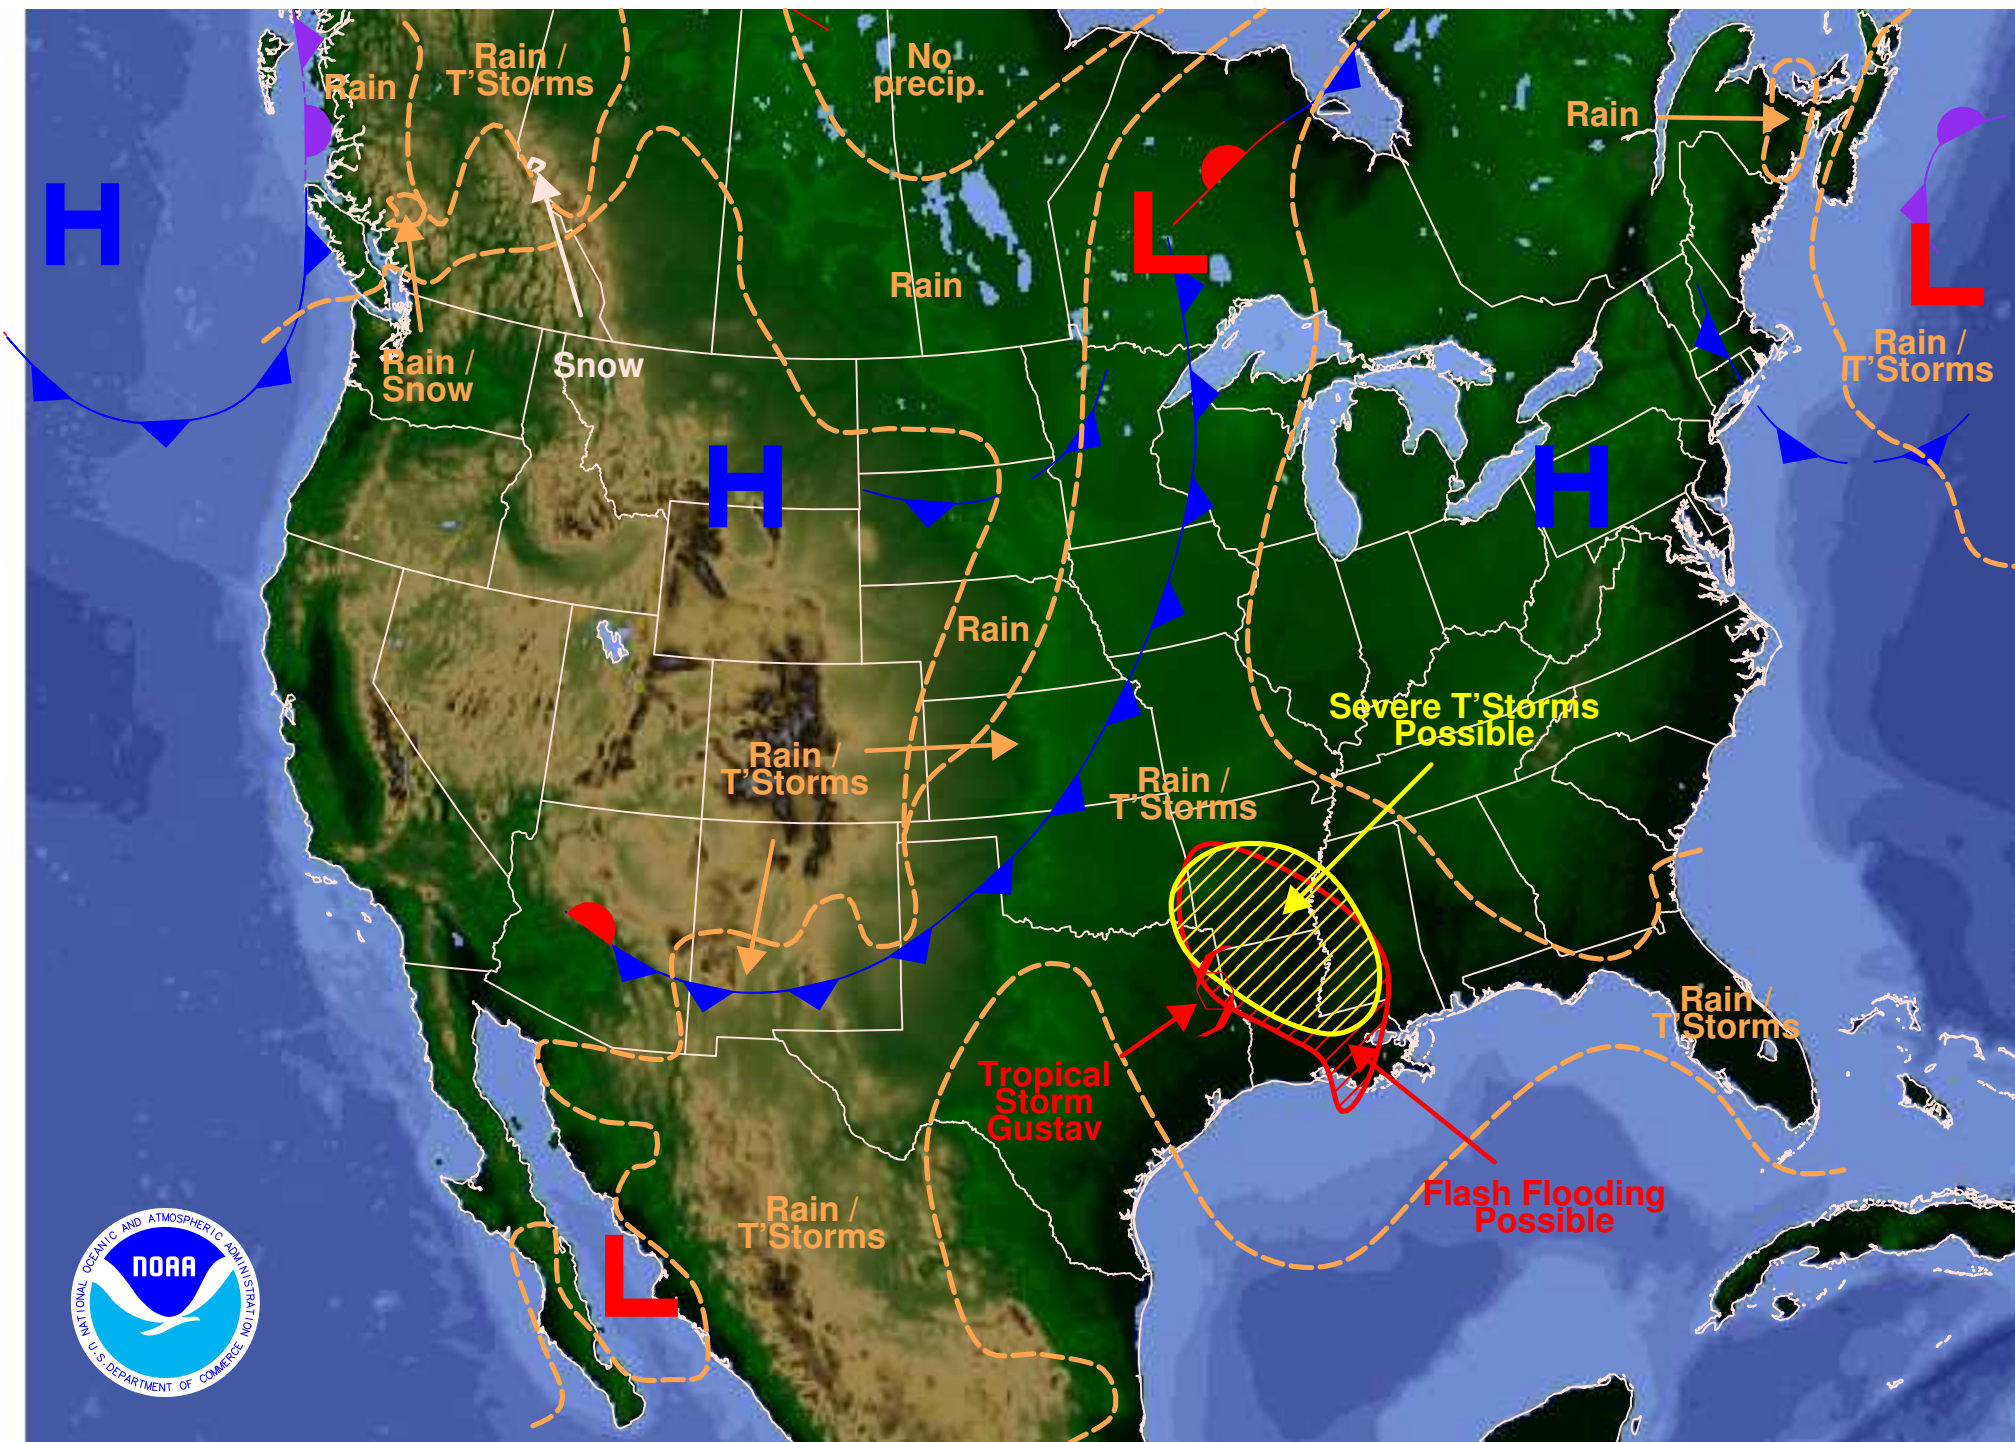 Rain /
T'Storms
No
precip.
Rain
Rain
H
L
L
Rain
Rain /
Snow
Snow
Rain /
T'Storms
H
H
Rain
Severe T'Storms
Possible
Rain /
T'Storms
Rain /
T'Storms
Rain /
T'Storms
Tropical
Storm
Gustav
Flash Flooding
Possible
Rain /
T'Storms
L
NATIONAL OCEANIC AND ATMOSPHERIC ADMINISTRATION
NOAA
U.S. DEPARTMENT OF COMMERCE